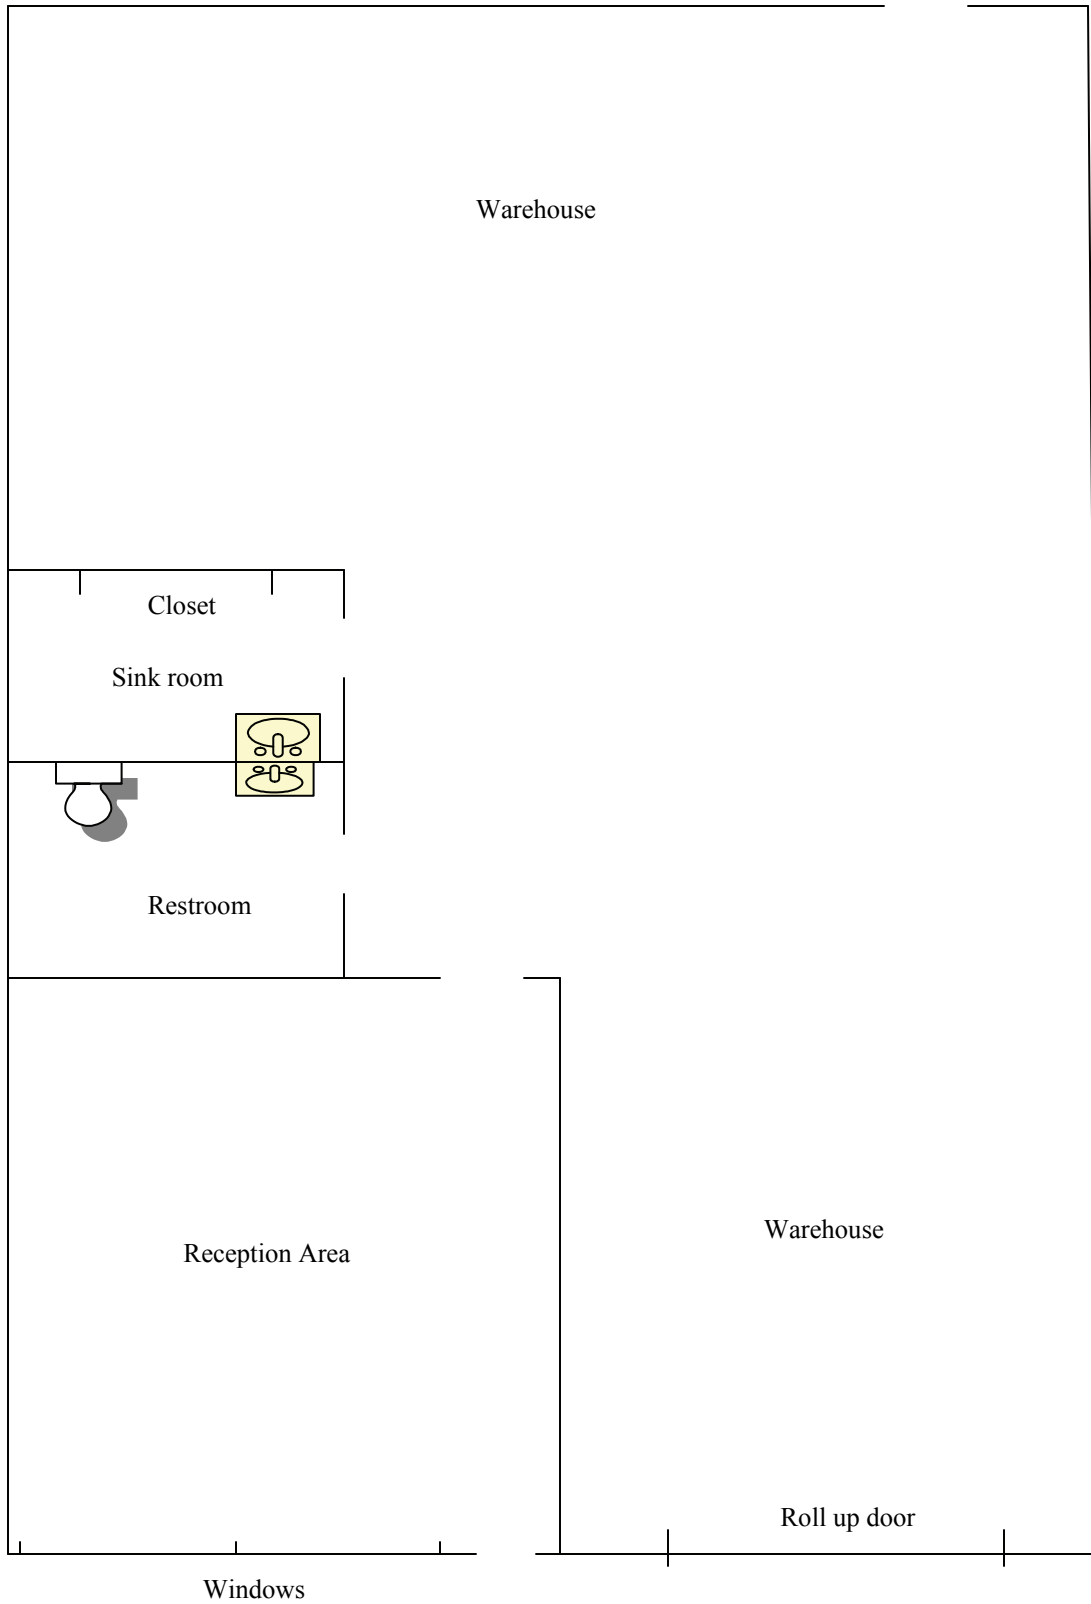 Warehouse
Closet
Sink room
Restroom
Warehouse
Reception Area
Roll up door
Windows